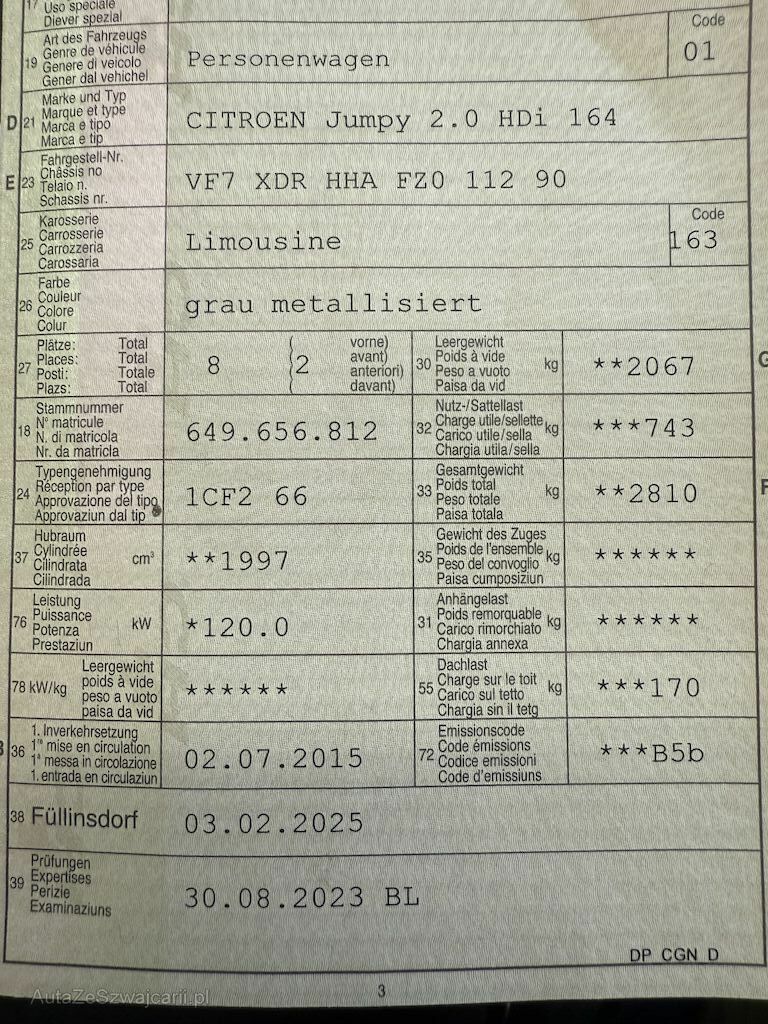 17 Uso speciale
Diever spezial
Art des Fahrzeugs
Genre de véhicule
19 Genere di veicolo
Gener dal vehichel
Personenwagen
Code
01
Marke und Typ
D 21 Marque et type
Marca e tipo
Marca e tip
CITROEN Jumpy 2.0 HDi 164
Fahrgestell-Nr.
Châssis no
E 23 Telaio n.
Schassis nr.
VF7 XDR HHA FZ0 112 90
Karosserie
Carrosserie
25 Carrozzeria
Carossaria
Limousine
Code
163
Farbe
Couleur
26 Colore
Colur
grau metallisiert
Plätze: Total
27 Places: Total
Posti: Totale
Plazs: Total
8
( vorne)
( 2 avant)
( anteriori)
( davant)
Leergewicht
30 Poids à vide kg
Peso a vuoto
Paisa da vid
**2067
G
Stammnummer
18 N° matricule
N. di matricola
Nr. da matricla
649.656.812
Nutz-/Sattellast
32 Charge utile/sellette kg
Carico utile/sella
Chargia utila/sella
***743
Typengenehmigung
24 Réception par type
Approvazione del tipo
Approvaziun dal tip
1CF2 66
Gesamtgewicht
33 Poids total kg
Peso totale
Paisa totala
**2810
F
Hubraum
37 Cylindrée cm³
Cilindrata
Cilindrada
**1997
Gewicht des Zuges
35 Poids de l'ensemble kg
Peso del convoglio
Paisa cumposiziun
******
Leistung
76 Puissance kW
Potenza
Prestaziun
*120.0
Anhängelast
31 Poids remorquable kg
Carico rimorchiato
Chargia annexa
******
Leergewicht
78 kW/kg poids à vide
peso a vuoto
paisa da vid
******
Dachlast
55 Charge sur le toit kg
Carico sul tetto
Chargia sin il tetg
***170
1. Inverkehrsetzung
B 36 1re mise en circulation
1a messa in circolazione
1. entrada en circulaziun
02.07.2015
Emissionscode
72 Code émissions
Codice emissioni
Code d'emissiuns
***B5b
38 Füllinsdorf
03.02.2025
Prüfungen
39 Expertises
Perizie
Examinaziuns
30.08.2023 BL
DP CGN D
3
AutaZeSzwajcarii.pl